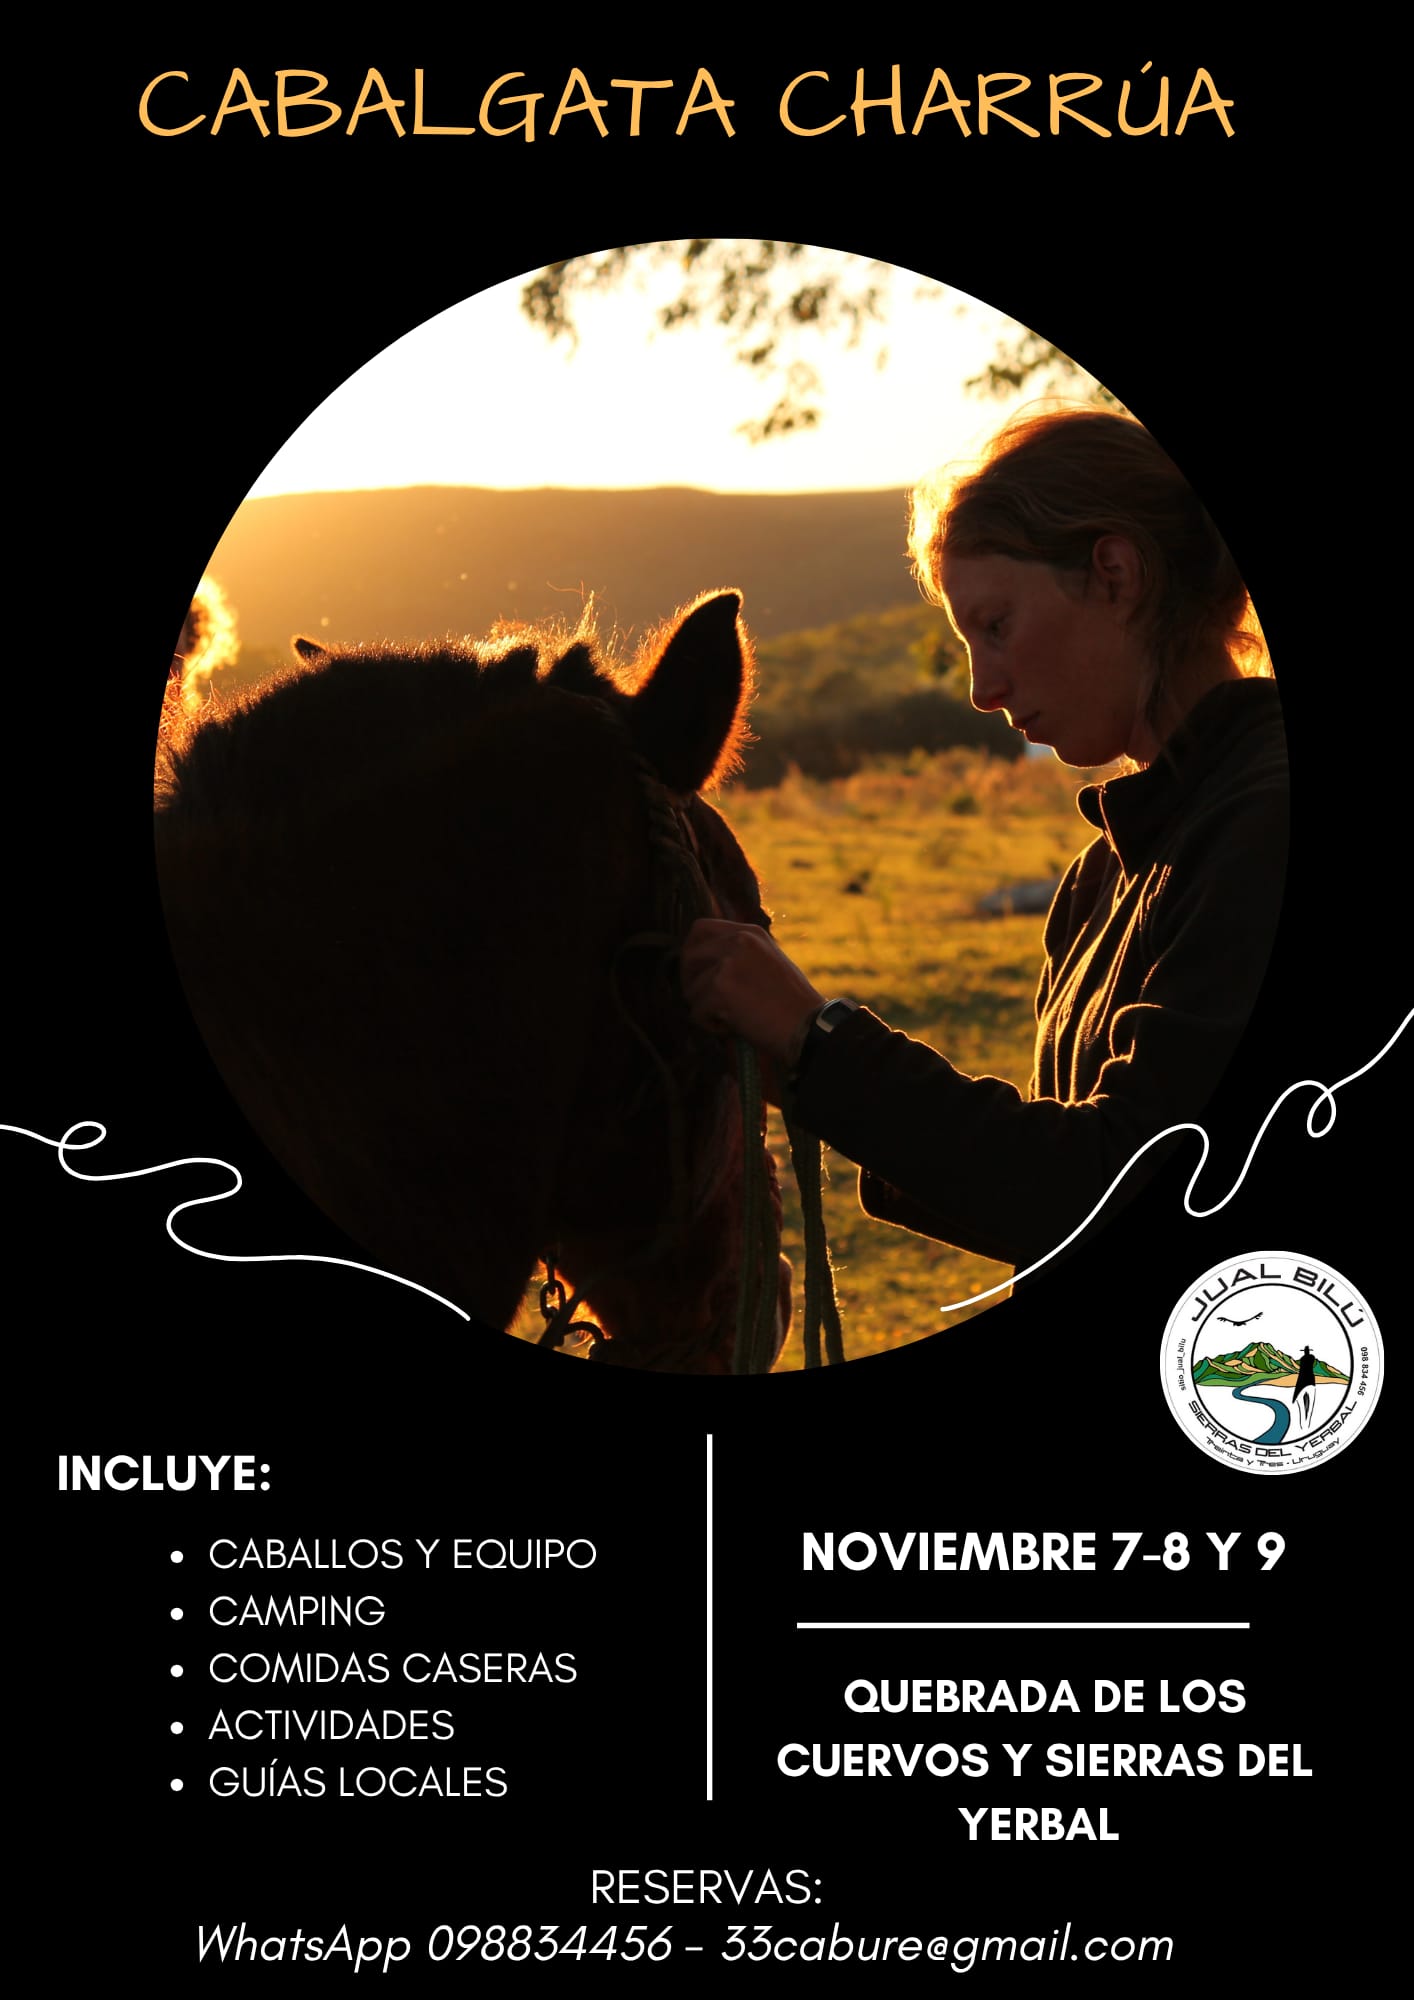 CABALGATA CHARRÚA
JUAL BILÚ
sitio_jual_bilu
098 834 456
SIERRAS DEL YERBAL
Treinta y Tres - Uruguay
INCLUYE:
• CABALLOS Y EQUIPO
• CAMPING
• COMIDAS CASERAS
• ACTIVIDADES
• GUÍAS LOCALES
NOVIEMBRE 7-8 Y 9
QUEBRADA DE LOS
CUERVOS Y SIERRAS DEL
YERBAL
RESERVAS:
WhatsApp 098834456 - 33cabure@gmail.com